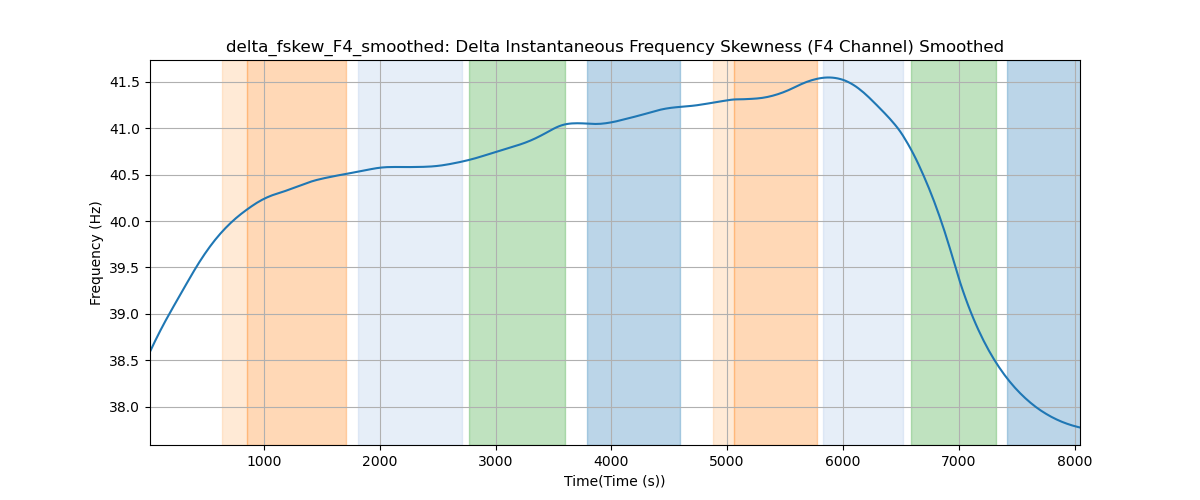 delta_fskew_F4_smoothed: Delta Instantaneous Frequency Skewness (F4 Channel) Smoothed
Frequency (Hz)
41.5
41.0
40.5
40.0
39.5
39.0
38.5
38.0
1000 2000 3000 4000 5000 6000 7000 8000
Time(Time (s))